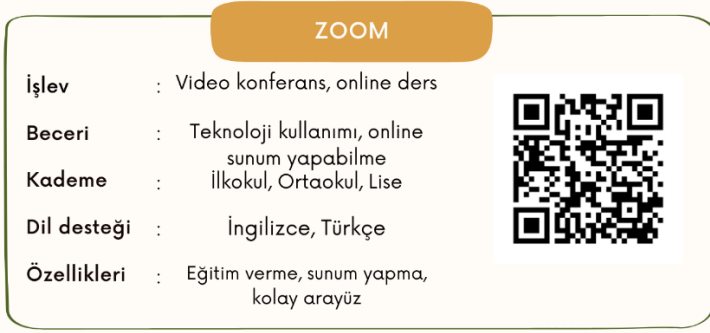 ZOOM
İşlev : Video konferans, online ders
Beceri : Teknoloji kullanımı, online
sunum yapabilme
Kademe : İlkokul, Ortaokul, Lise
Dil desteği : İngilizce, Türkçe
Özellikleri : Eğitim verme, sunum yapma,
kolay arayüz